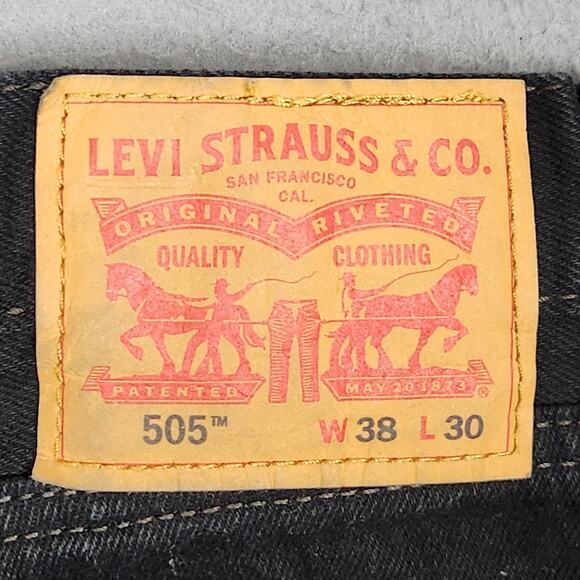 LEVI STRAUSS & CO.
SAN FRANCISCO
CAL.
ORIGINAL RIVETED
QUALITY CLOTHING
PATENTED MAY 20 1873 ®
505™ W 38 L 30